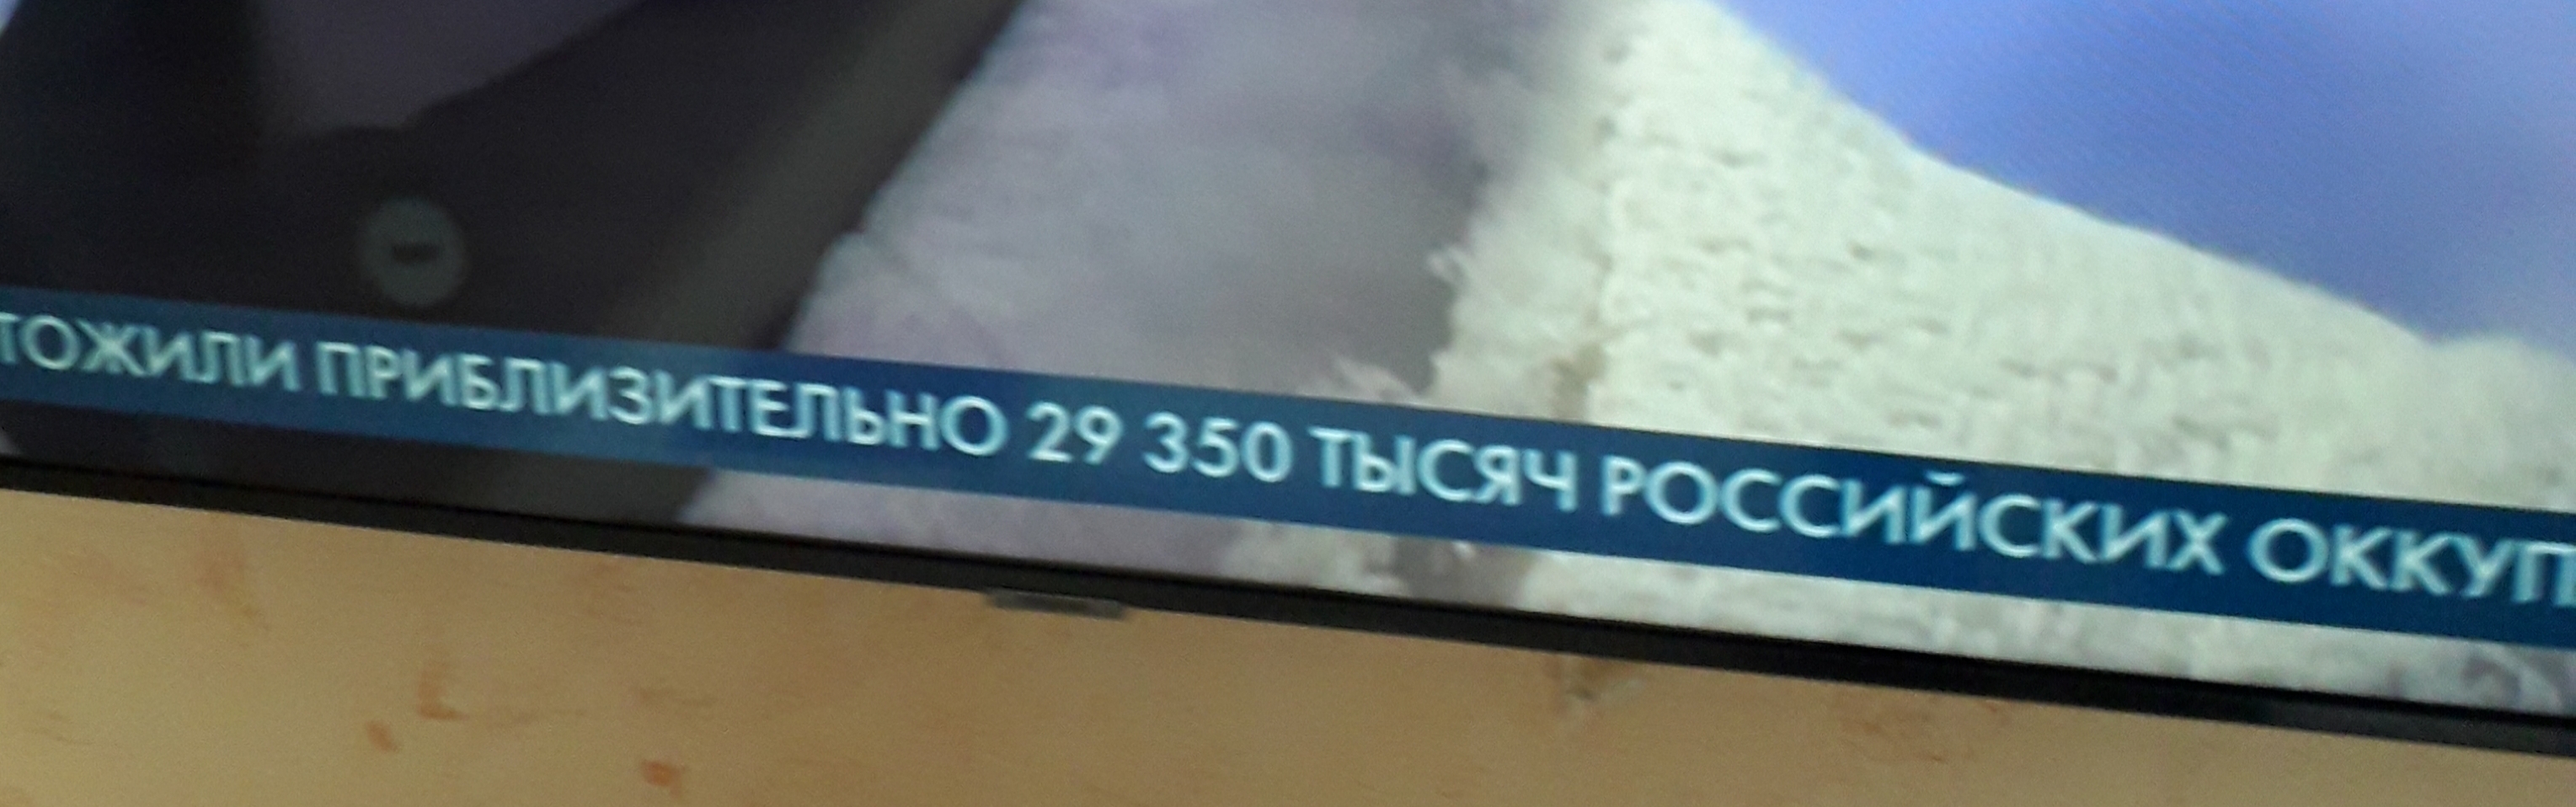 ТОЖИЛИ ПРИБЛИЗИТЕЛЬНО 29 350 ТЫСЯЧ РОССИЙСКИХ ОККУП